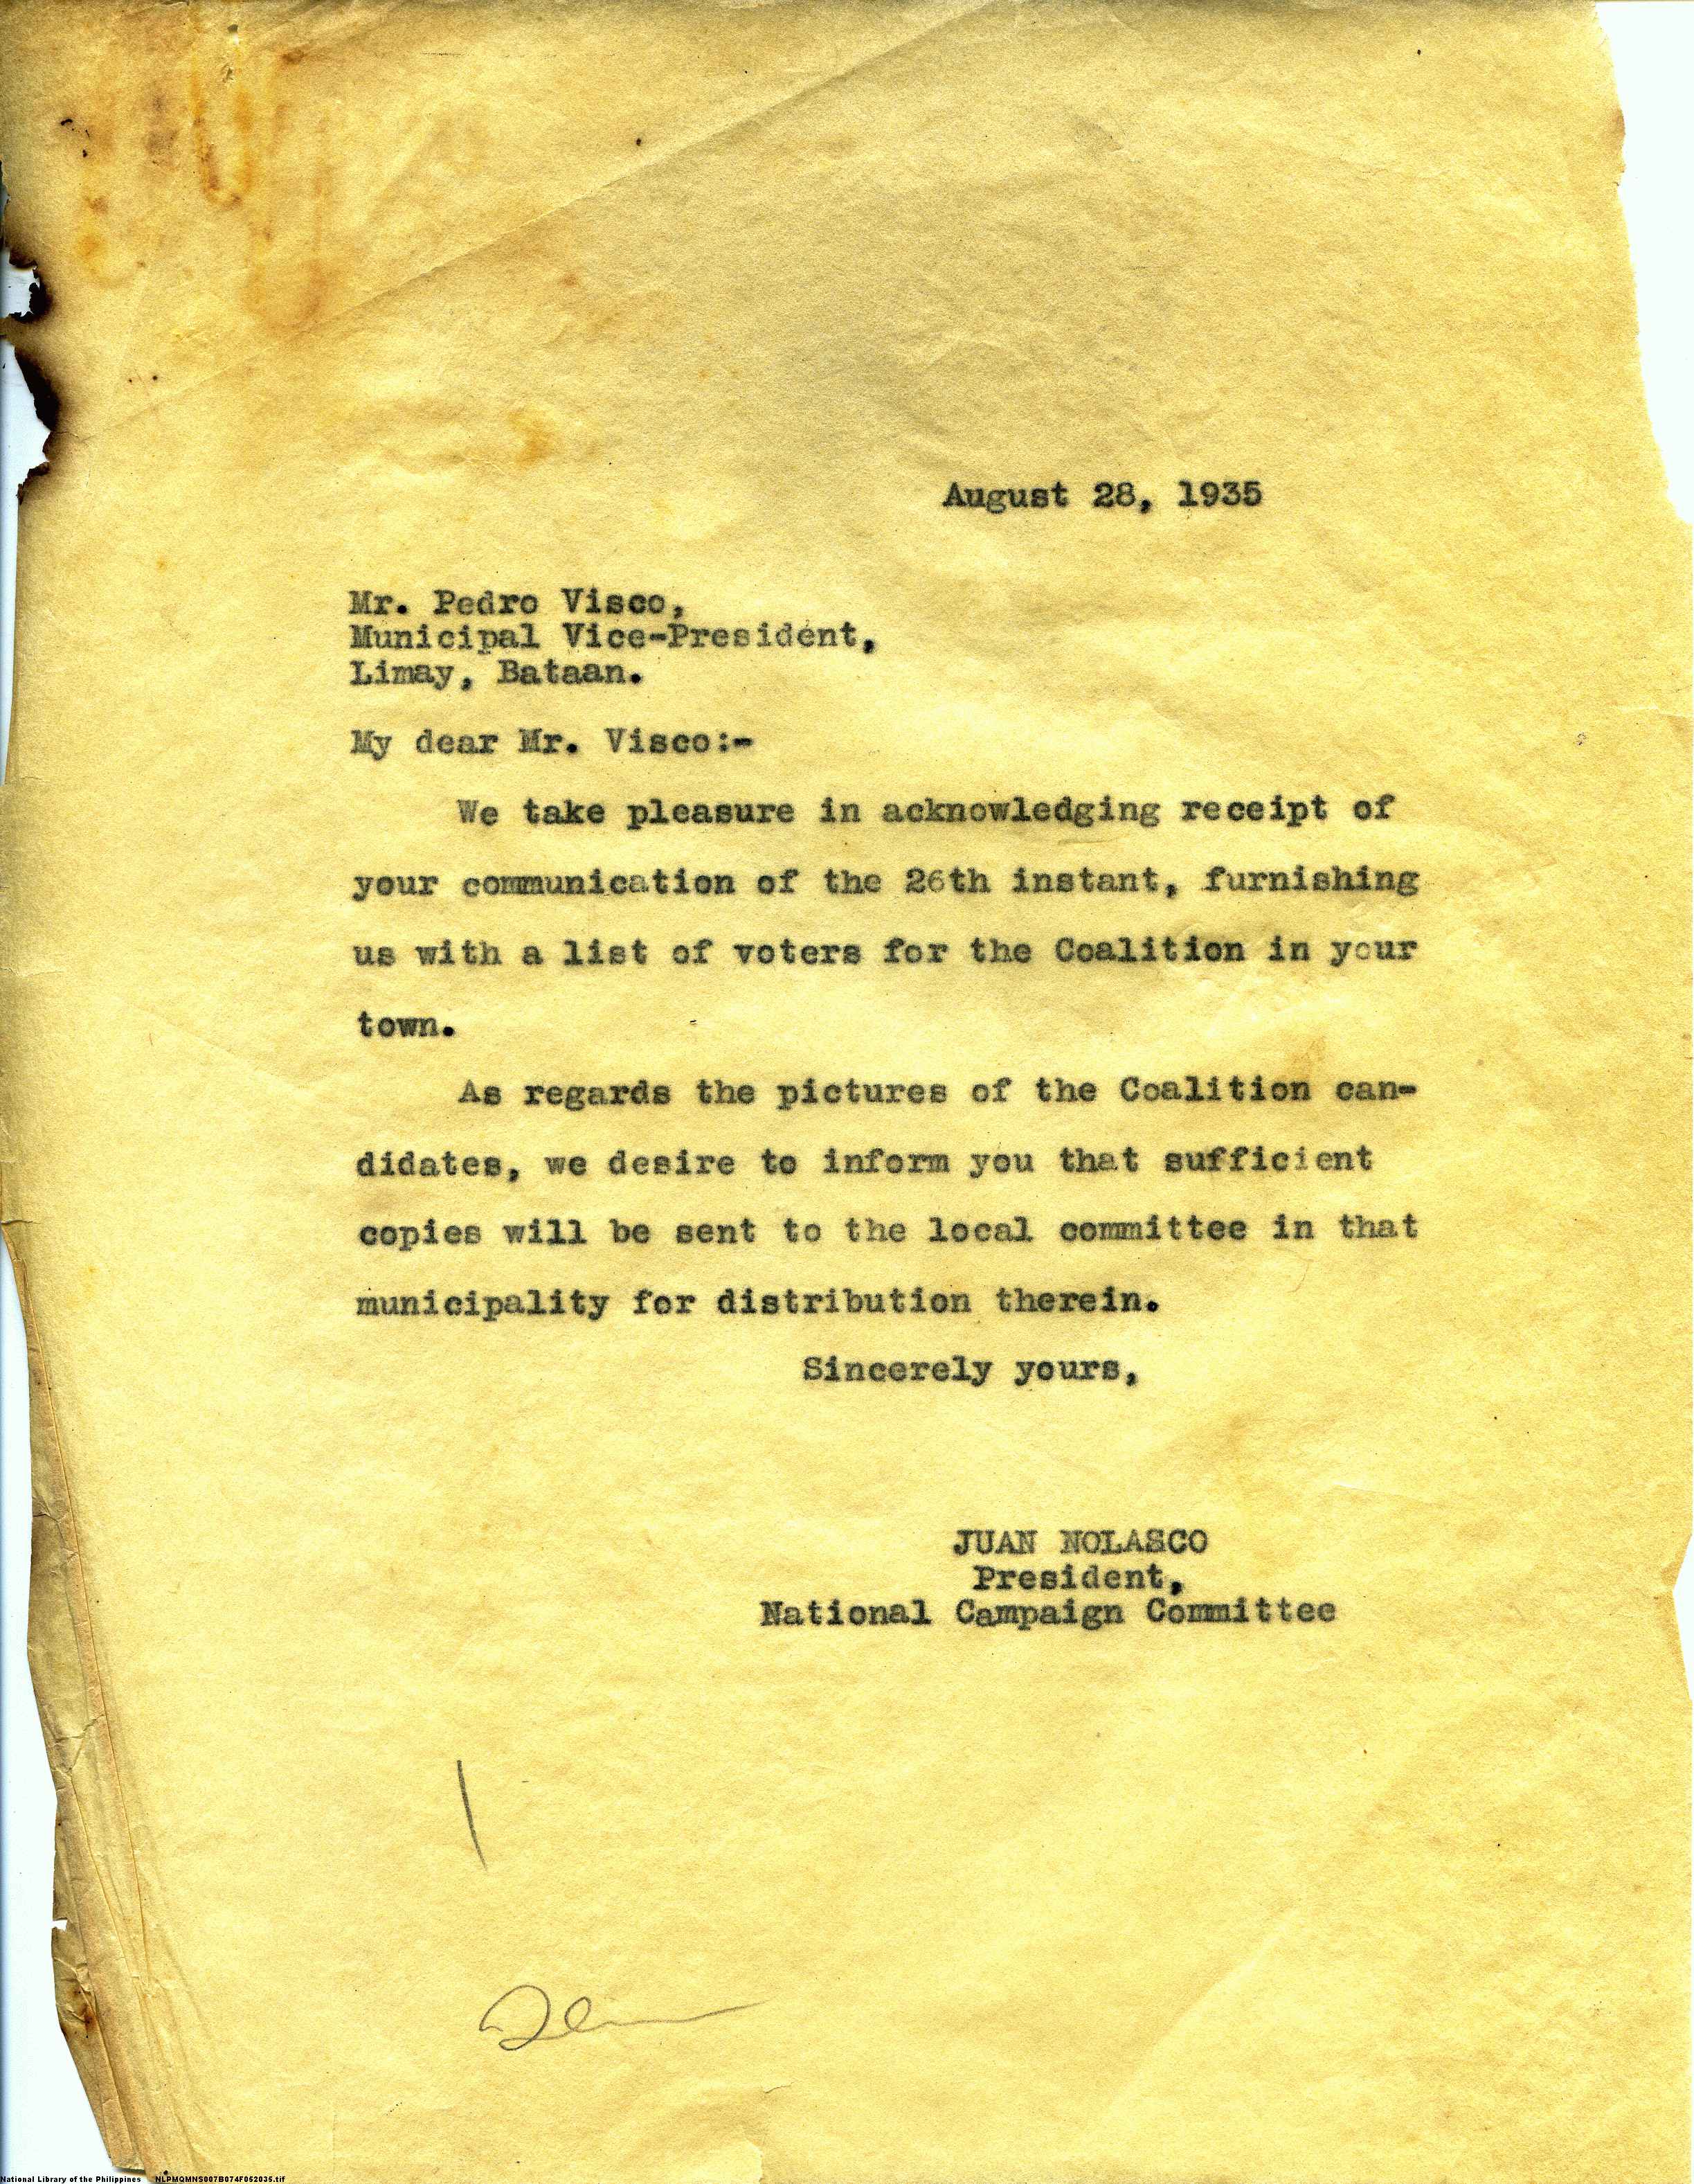 August 28, 1935
Mr. Pedro Visco,
Municipal Vice-President,
Limay, Bataan.
My dear Mr. Visco:-
We take pleasure in acknowledging receipt of
your communication of the 26th instant, furnishing
us with a list of voters for the Coalition in your
town.
As regards the pictures of the Coalition can-
didates, we desire to inform you that sufficient
copies will be sent to the local committee in that
municipality for distribution therein.
Sincerely yours,
JUAN NOLASCO
President,
National Campaign Committee
National Library of the Philippines NLPMQMNS007B074F052035.tif